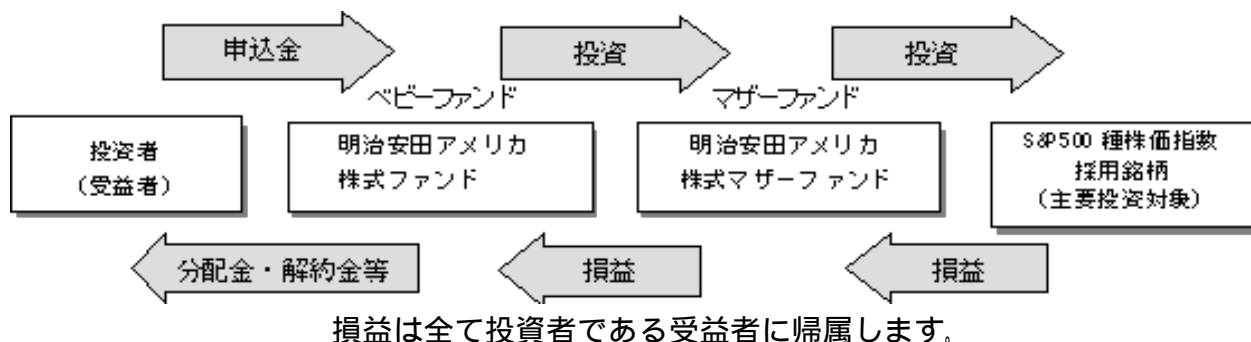 申込金
投資
投資
ベビーファンド
マザーファンド
投資者
（受益者）
明治安田アメリカ
株式ファンド
明治安田アメリカ
株式マザーファンド
S&P500 種株価指数
採用銘柄
（主要投資対象）
分配金・解約金等
損益
損益
損益は全て投資者である受益者に帰属します。